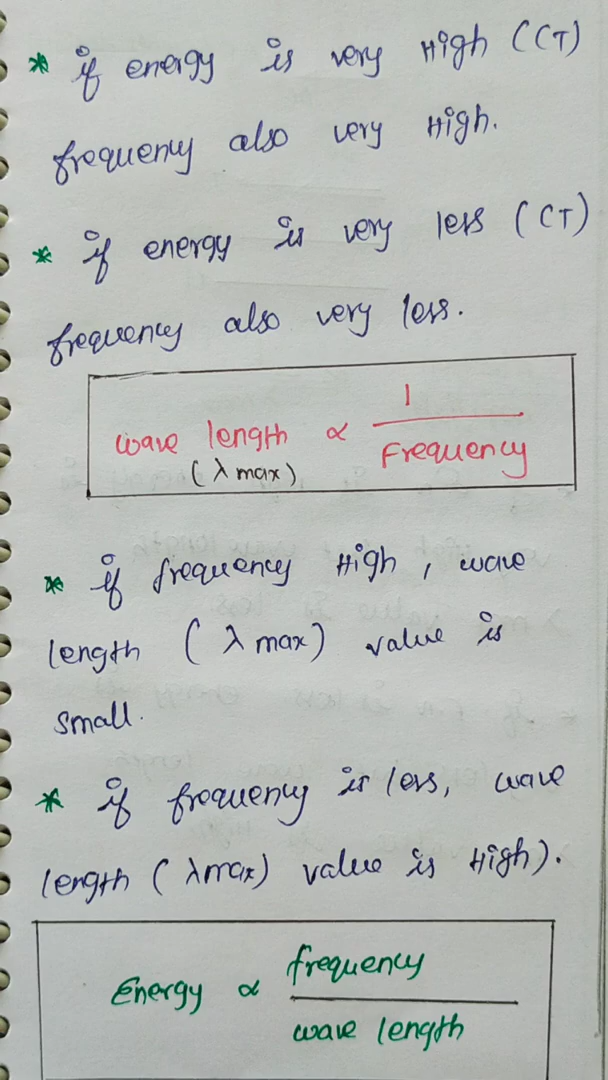 * if energy is very High (CT)
frequency also very High.
* if energy is very less (CT)
frequency also very less.
wave length ∝ 1 / Frequency
(λ max)
* if frequency High, wave
length (λ max) value is
small.
* if frequency is less, wave
length (λmax) value is High).
Energy ∝ frequency / wave length